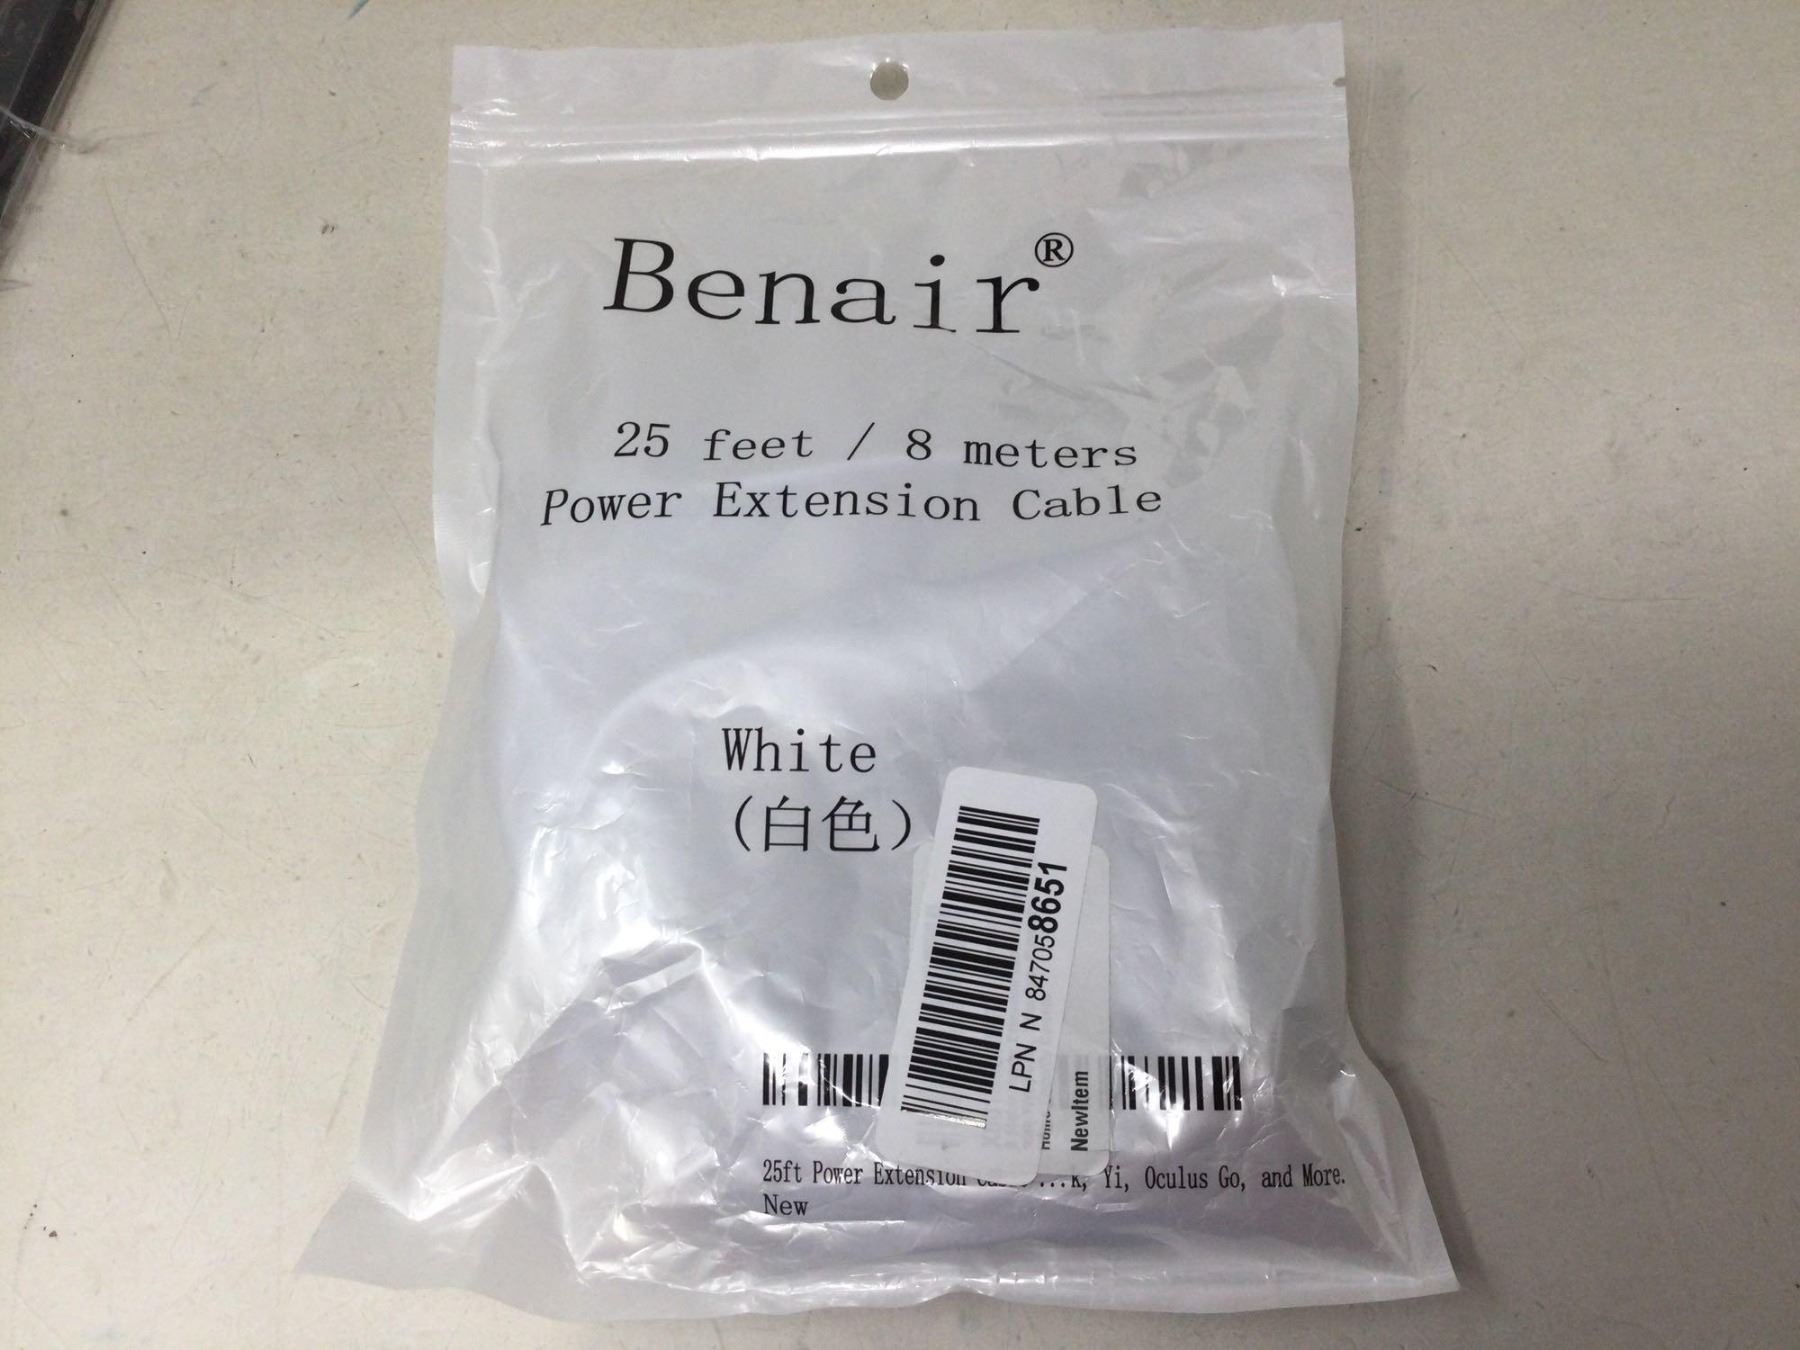 Benair®
25 feet / 8 meters
Power Extension Cable
White
(白色)
LPN N 847058651
NewItem
25ft Power Extension ...k, Yi, Oculus Go, and More.
New